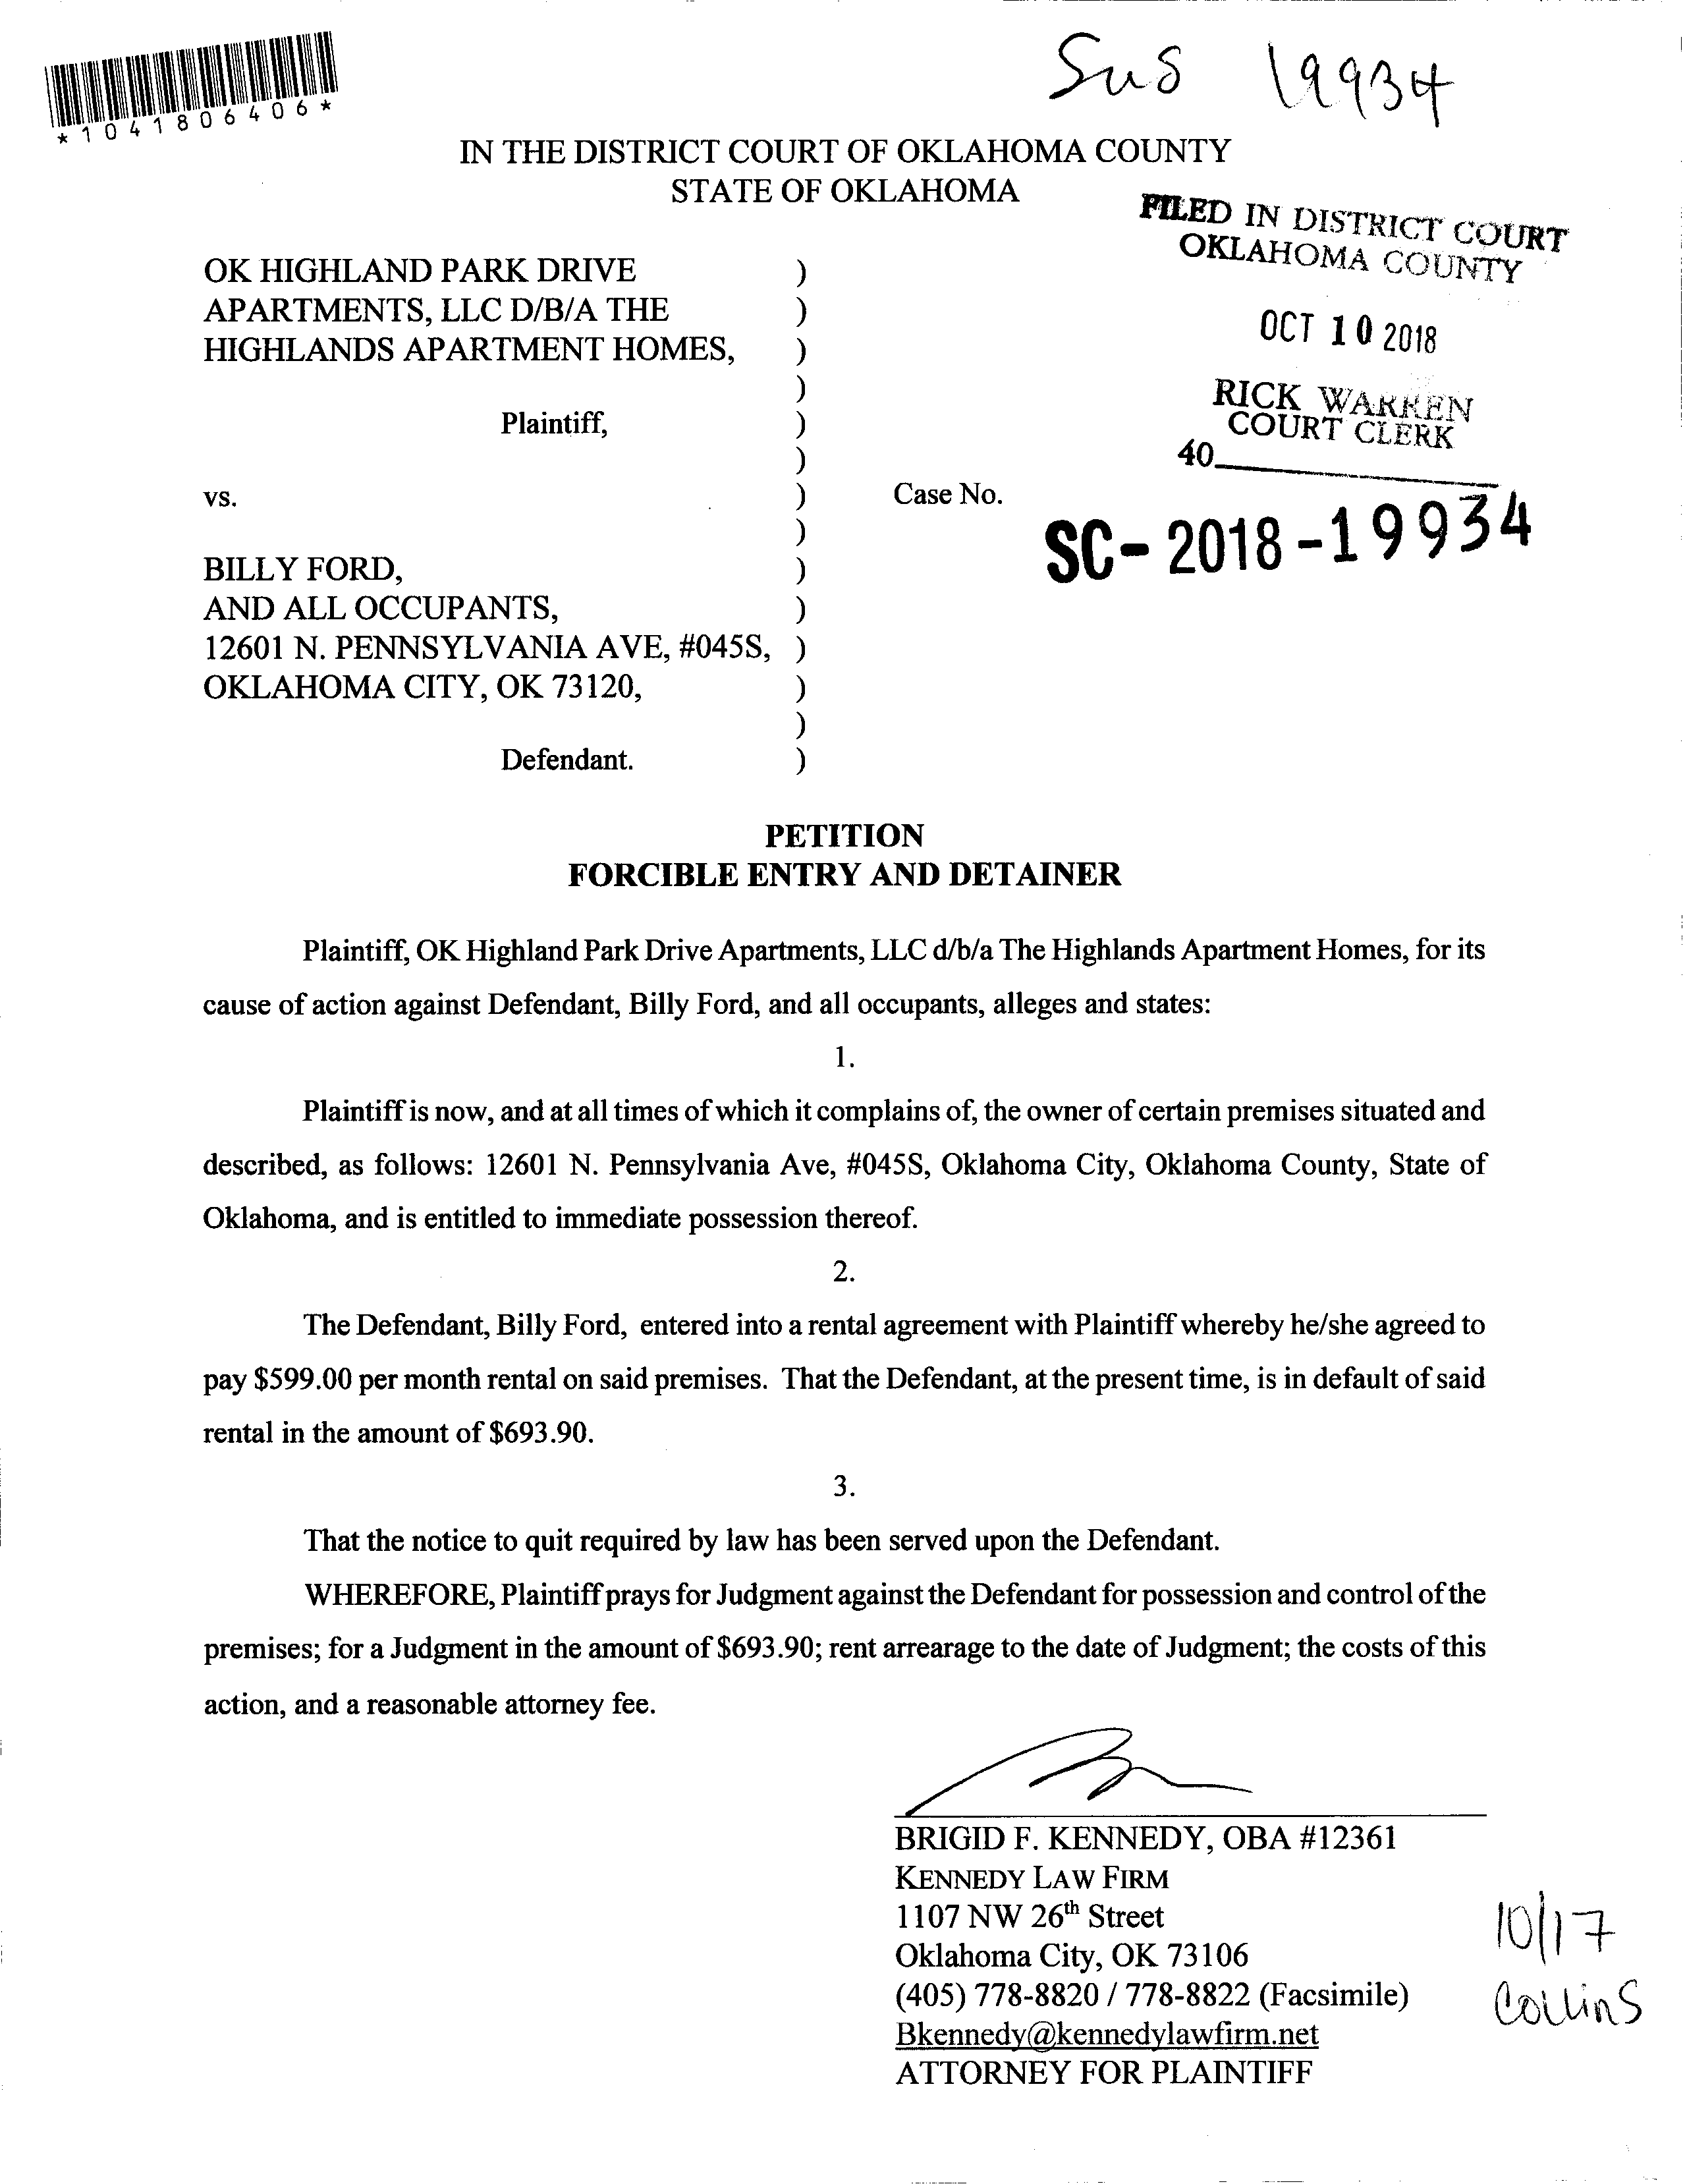 *1041806406*
SuS 19934
IN THE DISTRICT COURT OF OKLAHOMA COUNTY
STATE OF OKLAHOMA
FILED IN DISTRICT COURT
OKLAHOMA COUNTY
OCT 10 2018
RICK WARREN
COURT CLERK
40
OK HIGHLAND PARK DRIVE )
APARTMENTS, LLC D/B/A THE )
HIGHLANDS APARTMENT HOMES, )
)
Plaintiff, )
)
vs. ) Case No.
SC-2018-19934
)
BILLY FORD, )
AND ALL OCCUPANTS, )
12601 N. PENNSYLVANIA AVE, #045S, )
OKLAHOMA CITY, OK 73120, )
)
Defendant. )
PETITION
FORCIBLE ENTRY AND DETAINER
Plaintiff, OK Highland Park Drive Apartments, LLC d/b/a The Highlands Apartment Homes, for its
cause of action against Defendant, Billy Ford, and all occupants, alleges and states:
1.
Plaintiff is now, and at all times of which it complains of, the owner of certain premises situated and
described, as follows: 12601 N. Pennsylvania Ave, #045S, Oklahoma City, Oklahoma County, State of
Oklahoma, and is entitled to immediate possession thereof.
2.
The Defendant, Billy Ford, entered into a rental agreement with Plaintiff whereby he/she agreed to
pay $599.00 per month rental on said premises. That the Defendant, at the present time, is in default of said
rental in the amount of $693.90.
3.
That the notice to quit required by law has been served upon the Defendant.
WHEREFORE, Plaintiff prays for Judgment against the Defendant for possession and control of the
premises; for a Judgment in the amount of $693.90; rent arrearage to the date of Judgment; the costs of this
action, and a reasonable attorney fee.
BRIGID F. KENNEDY, OBA #12361
KENNEDY LAW FIRM
1107 NW 26th Street
Oklahoma City, OK 73106
(405) 778-8820 / 778-8822 (Facsimile)
Bkennedy@kennedylawfirm.net
ATTORNEY FOR PLAINTIFF
10/17
Collins